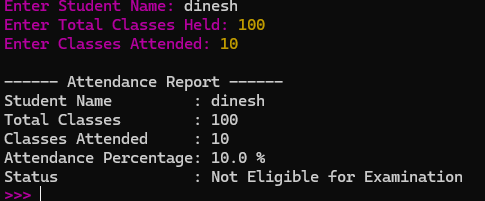 Enter Student Name: dinesh
Enter Total Classes Held: 100
Enter Classes Attended: 10
------ Attendance Report ------
Student Name         : dinesh
Total Classes        : 100
Classes Attended     : 10
Attendance Percentage: 10.0 %
Status               : Not Eligible for Examination
>>>